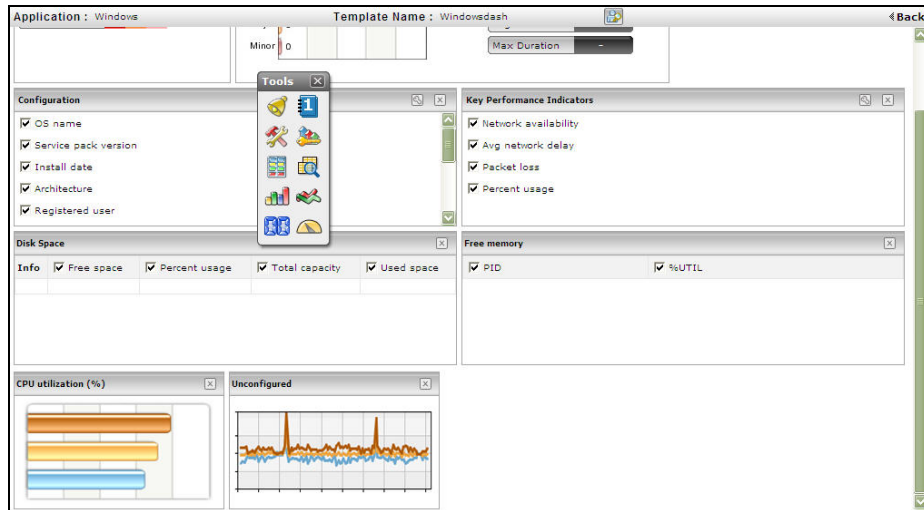 Application : Windows
Template Name : Windowsdash
Back
Minor 0
Max Duration -
Tools
1
Configuration
OS name
Service pack version
Install date
Architecture
Registered user
Key Performance Indicators
Network availability
Avg network delay
Packet loss
Percent usage
Disk Space
Info Free space Percent usage Total capacity Used space
Free memory
PID %UTIL
CPU utilization (%)
Unconfigured